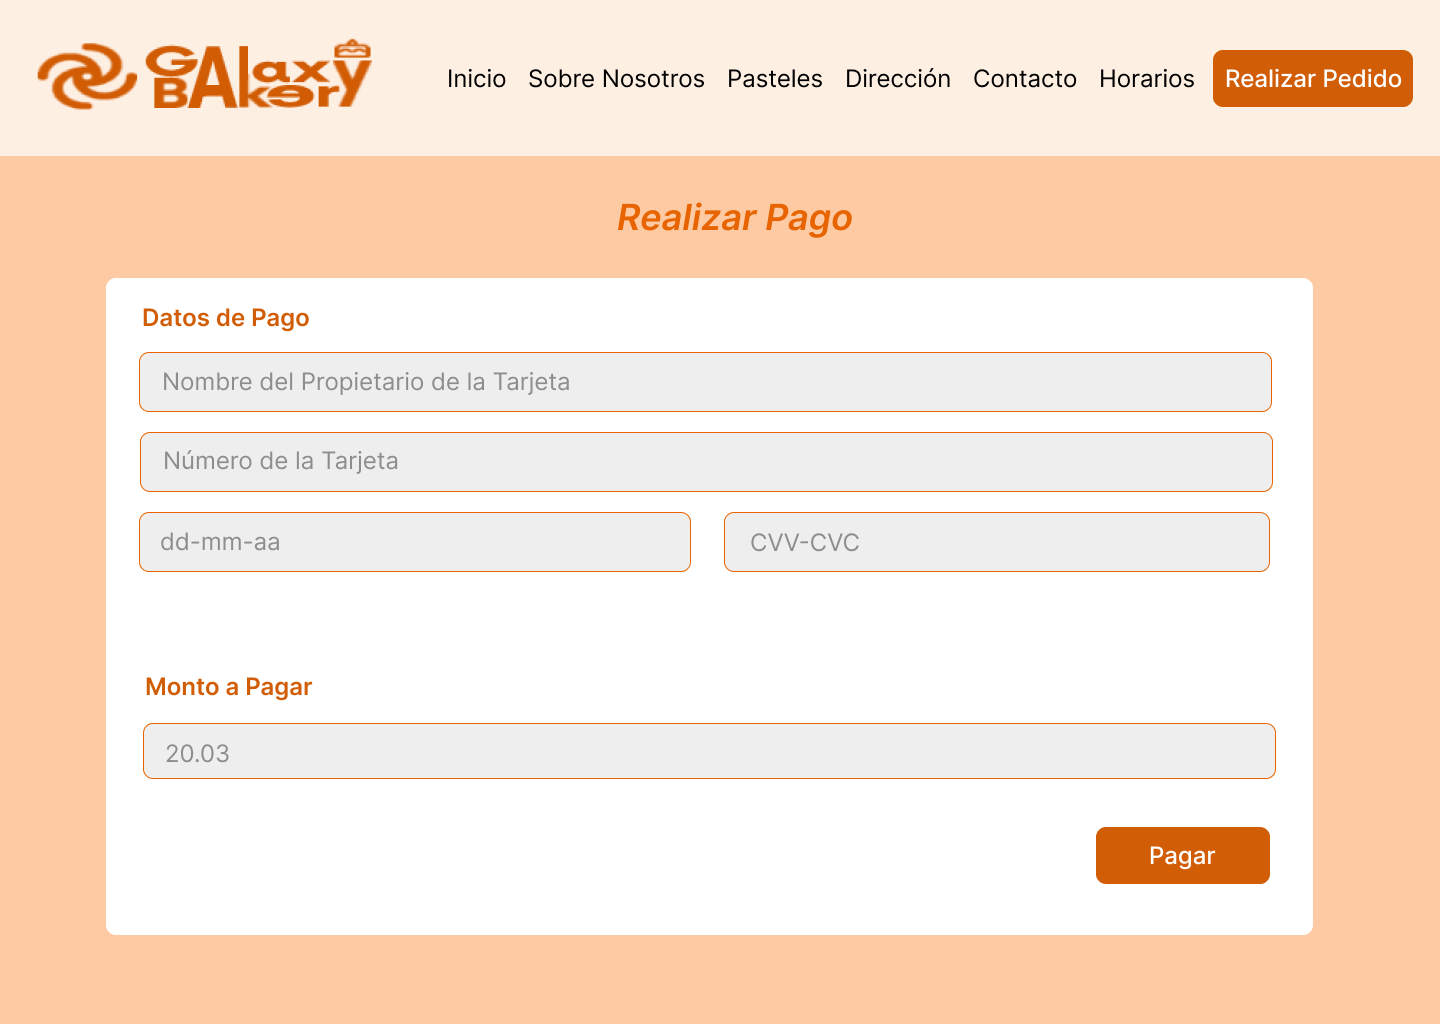 GAlaxy
BAkery
Inicio Sobre Nosotros Pasteles Dirección Contacto Horarios Realizar Pedido
Realizar Pago
Datos de Pago
Nombre del Propietario de la Tarjeta
Número de la Tarjeta
dd-mm-aa CVV-CVC
Monto a Pagar
20.03
Pagar